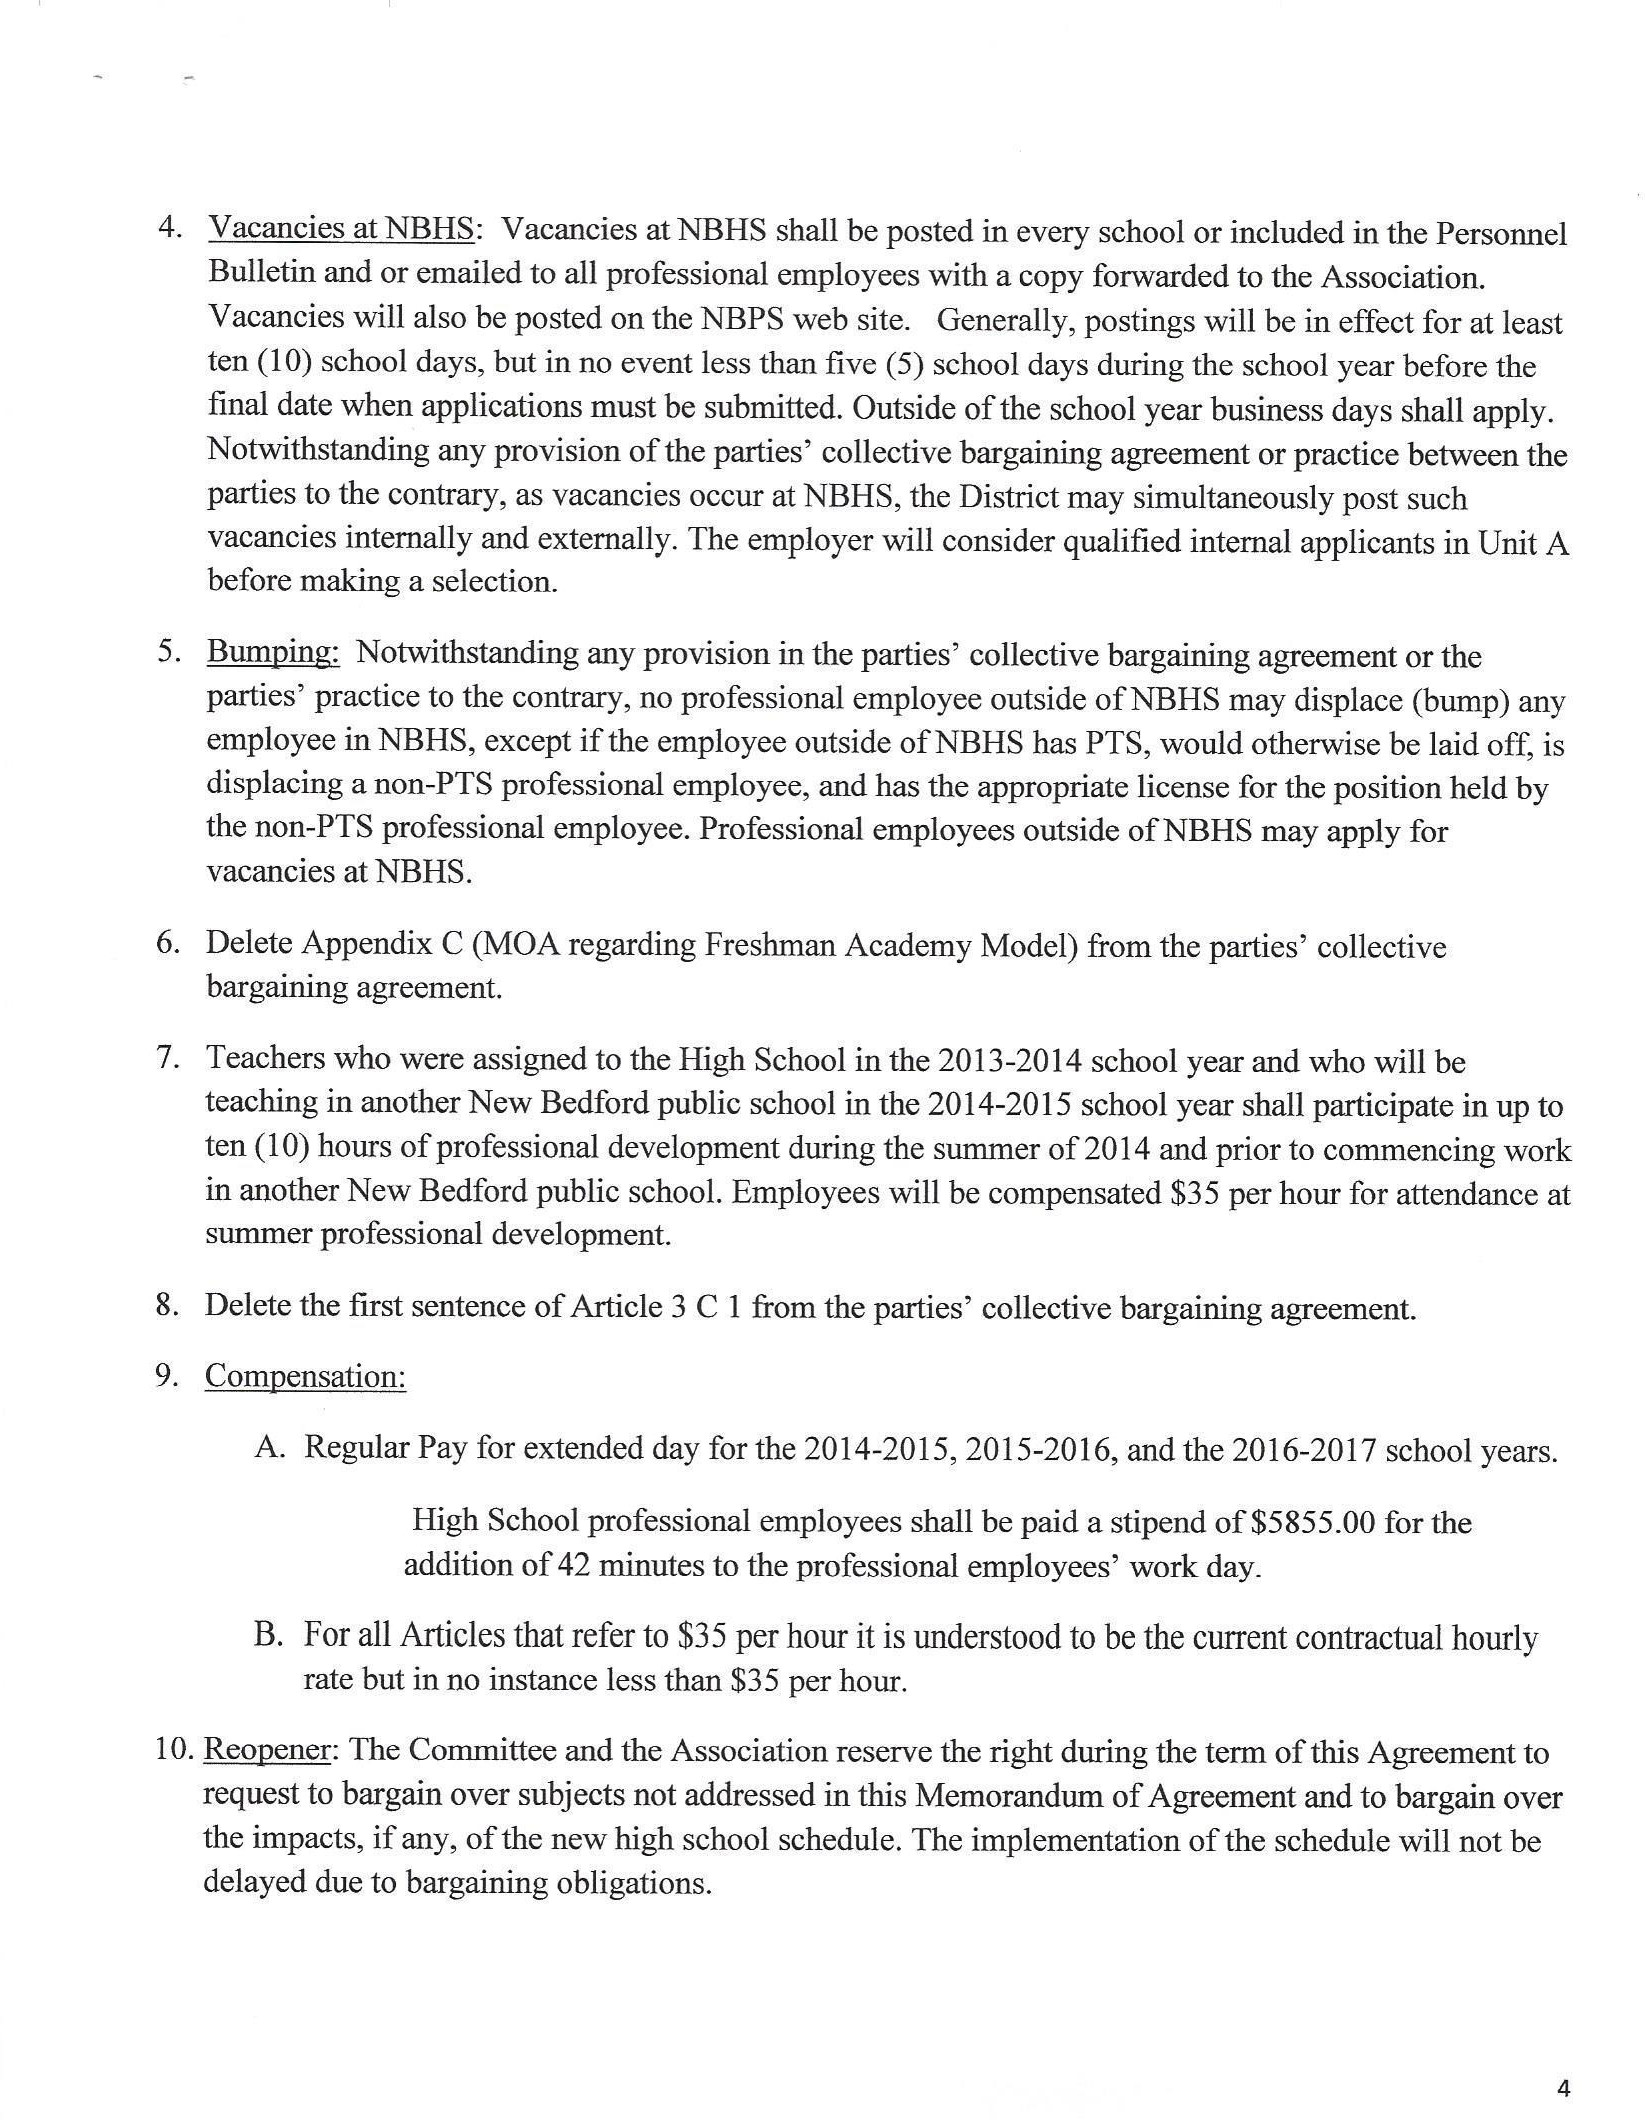 4. Vacancies at NBHS: Vacancies at NBHS shall be posted in every school or included in the Personnel
Bulletin and or emailed to all professional employees with a copy forwarded to the Association.
Vacancies will also be posted on the NBPS web site. Generally, postings will be in effect for at least
ten (10) school days, but in no event less than five (5) school days during the school year before the
final date when applications must be submitted. Outside of the school year business days shall apply.
Notwithstanding any provision of the parties’ collective bargaining agreement or practice between the
parties to the contrary, as vacancies occur at NBHS, the District may simultaneously post such
vacancies internally and externally. The employer will consider qualified internal applicants in Unit A
before making a selection.
5. Bumping: Notwithstanding any provision in the parties’ collective bargaining agreement or the
parties’ practice to the contrary, no professional employee outside of NBHS may displace (bump) any
employee in NBHS, except if the employee outside of NBHS has PTS, would otherwise be laid off, is
displacing a non-PTS professional employee, and has the appropriate license for the position held by
the non-PTS professional employee. Professional employees outside of NBHS may apply for
vacancies at NBHS.
6. Delete Appendix C (MOA regarding Freshman Academy Model) from the parties’ collective
bargaining agreement.
7. Teachers who were assigned to the High School in the 2013-2014 school year and who will be
teaching in another New Bedford public school in the 2014-2015 school year shall participate in up to
ten (10) hours of professional development during the summer of 2014 and prior to commencing work
in another New Bedford public school. Employees will be compensated $35 per hour for attendance at
summer professional development.
8. Delete the first sentence of Article 3 C 1 from the parties’ collective bargaining agreement.
9. Compensation:
A. Regular Pay for extended day for the 2014-2015, 2015-2016, and the 2016-2017 school years.
High School professional employees shall be paid a stipend of $5855.00 for the
addition of 42 minutes to the professional employees’ work day.
B. For all Articles that refer to $35 per hour it is understood to be the current contractual hourly
rate but in no instance less than $35 per hour.
10. Reopener: The Committee and the Association reserve the right during the term of this Agreement to
request to bargain over subjects not addressed in this Memorandum of Agreement and to bargain over
the impacts, if any, of the new high school schedule. The implementation of the schedule will not be
delayed due to bargaining obligations.
4